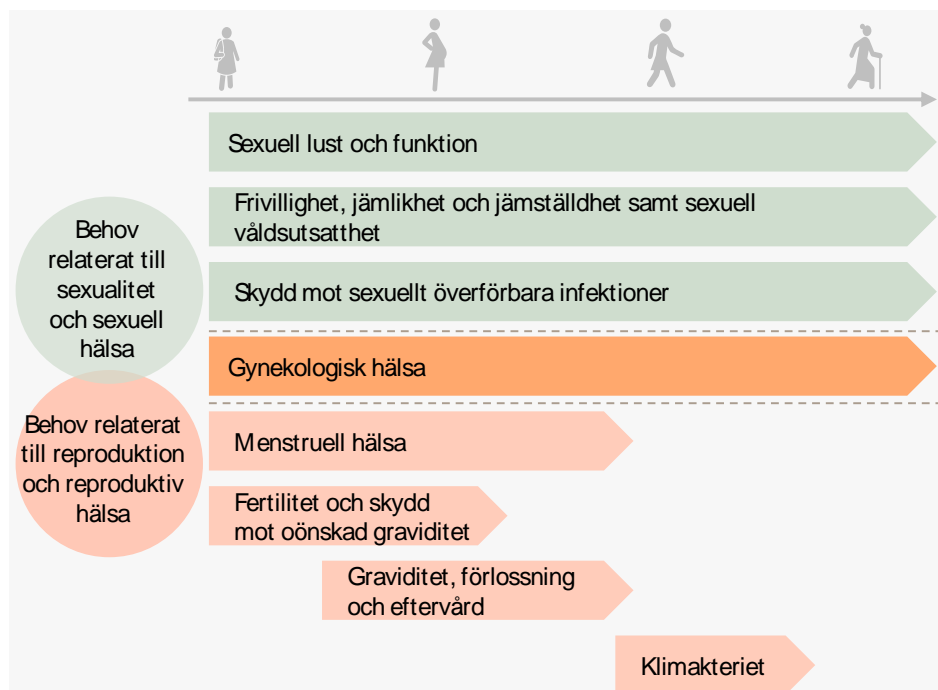 Sexuell lust och funktion
Frivillighet, jämlikhet och jämställdhet samt sexuell
våldsutsatthet
Behov
relaterat till
sexualitet
och sexuell
hälsa
Skydd mot sexuellt överförbara infektioner
Gynekologisk hälsa
Behov relaterat
till reproduktion
och reproduktiv
hälsa
Menstruell hälsa
Fertilitet och skydd
mot oönskad graviditet
Graviditet, förlossning
och eftervård
Klimakteriet